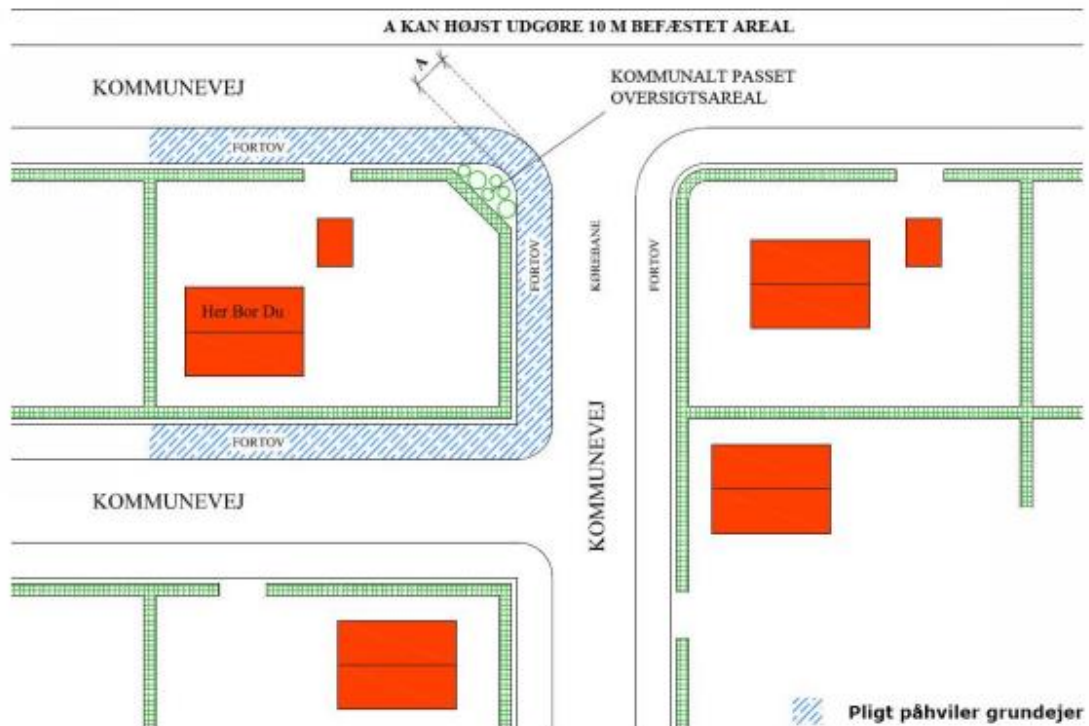 A KAN HØJST UDGØRE 10 M BEFÆSTET AREAL
A
KOMMUNEVEJ
KOMMUNALT PASSET
OVERSIGTSAREAL
FORTOV
FORTOV
KØREBANE
FORTOV
Her Bor Du
FORTOV
KOMMUNEVEJ
KOMMUNEVEJ
Pligt påhviler grundejer